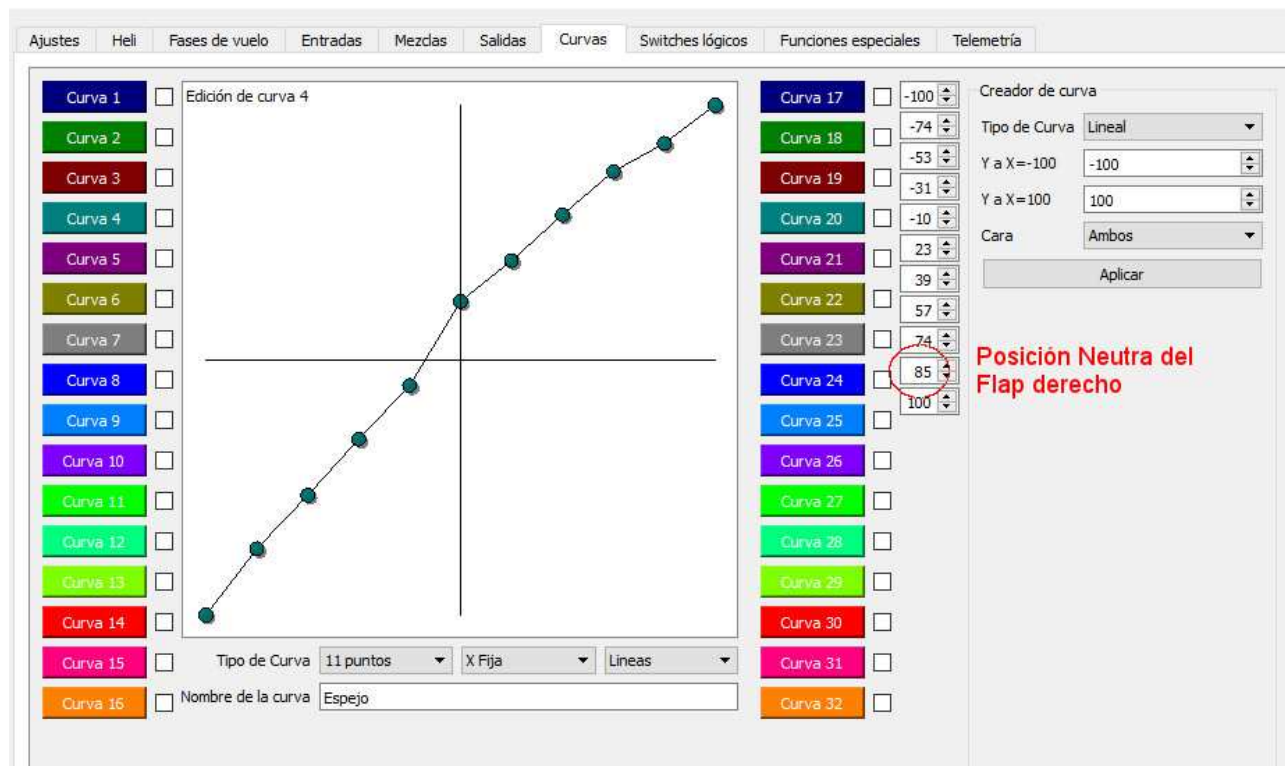 Ajustes Heli Fases de vuelo Entradas Mezclas Salidas Curvas Switches lógicos Funciones especiales Telemetría
Curva 1
Curva 2
Curva 3
Curva 4
Curva 5
Curva 6
Curva 7
Curva 8
Curva 9
Curva 10
Curva 11
Curva 12
Curva 13
Curva 14
Curva 15
Curva 16
Edición de curva 4
Tipo de Curva 11 puntos X Fija Lineas
Nombre de la curva Espejo
Curva 17
Curva 18
Curva 19
Curva 20
Curva 21
Curva 22
Curva 23
Curva 24
Curva 25
Curva 26
Curva 27
Curva 28
Curva 29
Curva 30
Curva 31
Curva 32
-100
-74
-53
-31
-10
23
39
57
74
85
100
Creador de curva
Tipo de Curva Lineal
Y a X=-100 -100
Y a X=100 100
Cara Ambos
Aplicar
Posición Neutra del
Flap derecho